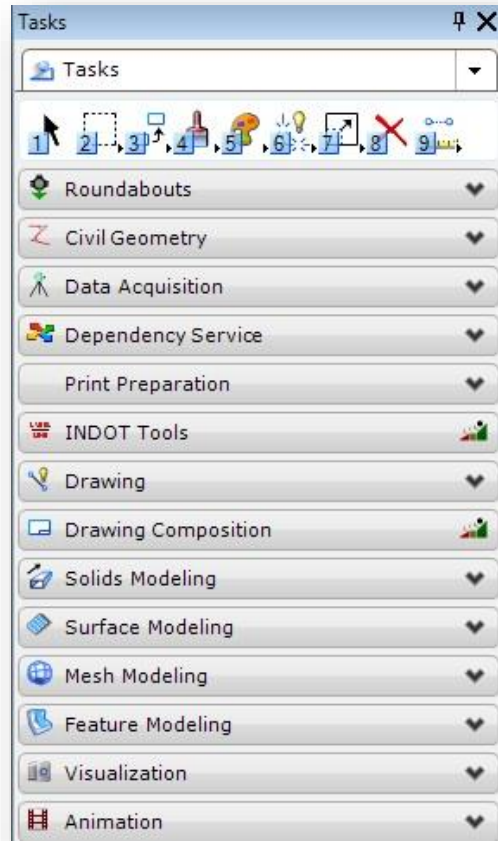 Tasks
Tasks
1 2 3 4 5 6 7 8 9
Roundabouts
Civil Geometry
Data Acquisition
Dependency Service
Print Preparation
INDOT Tools
Drawing
Drawing Composition
Solids Modeling
Surface Modeling
Mesh Modeling
Feature Modeling
Visualization
Animation